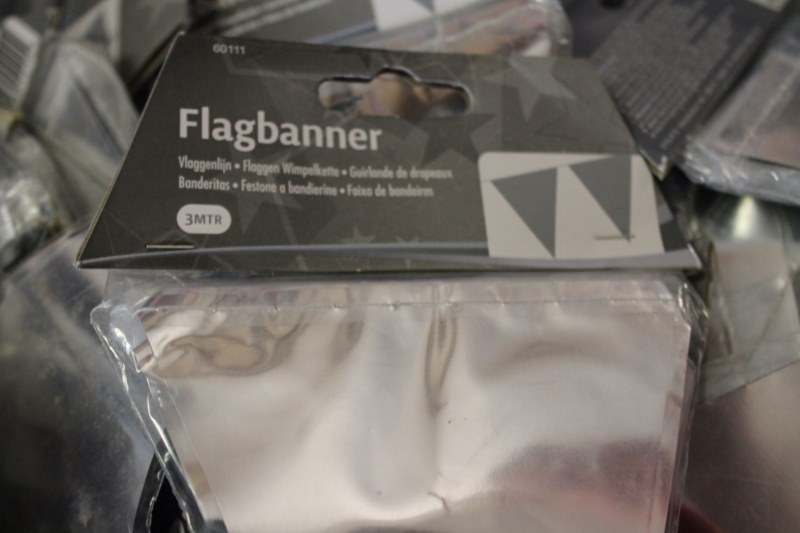 60111
Flagbanner
Vlaggenlijn • Flaggen Wimpelkette • Guirlande de drapeaux
Banderitas • Festone a bandierine • Faixa de bandeiras
3MTR